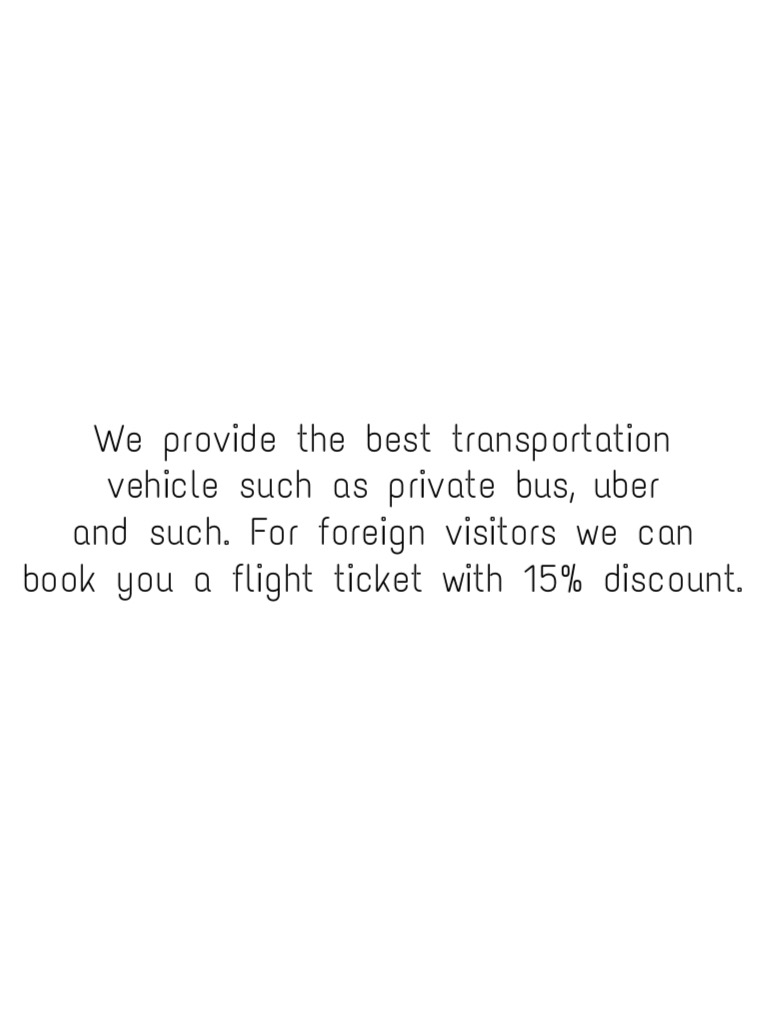 We provide the best transportation
vehicle such as private bus, uber
and such. For foreign visitors we can
book you a flight ticket with 15% discount.